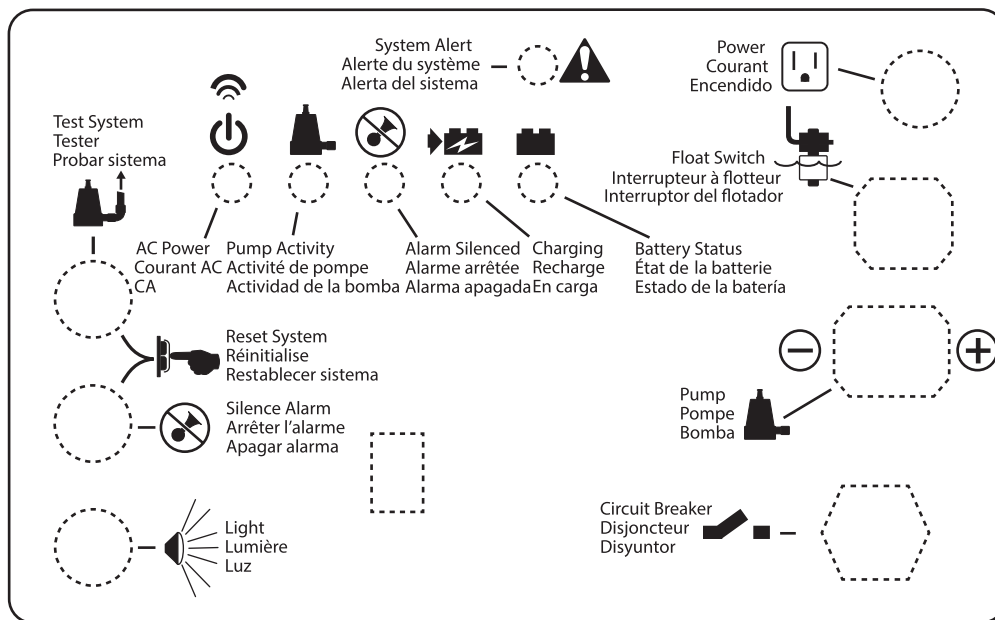 System Alert
Alerte du système
Alerta del sistema
Power
Courant
Encendido
Test System
Tester
Probar sistema
Float Switch
Interrupteur à flotteur
Interruptor del flotador
AC Power
Courant AC
CA
Pump Activity
Activité de pompe
Actividad de la bomba
Alarm Silenced
Alarme arrêtée
Alarma apagada
Charging
Recharge
En carga
Battery Status
État de la batterie
Estado de la batería
Reset System
Réinitialise
Restablecer sistema
Silence Alarm
Arrêter l'alarme
Apagar alarma
Pump
Pompe
Bomba
Light
Lumière
Luz
Circuit Breaker
Disjoncteur
Disyuntor